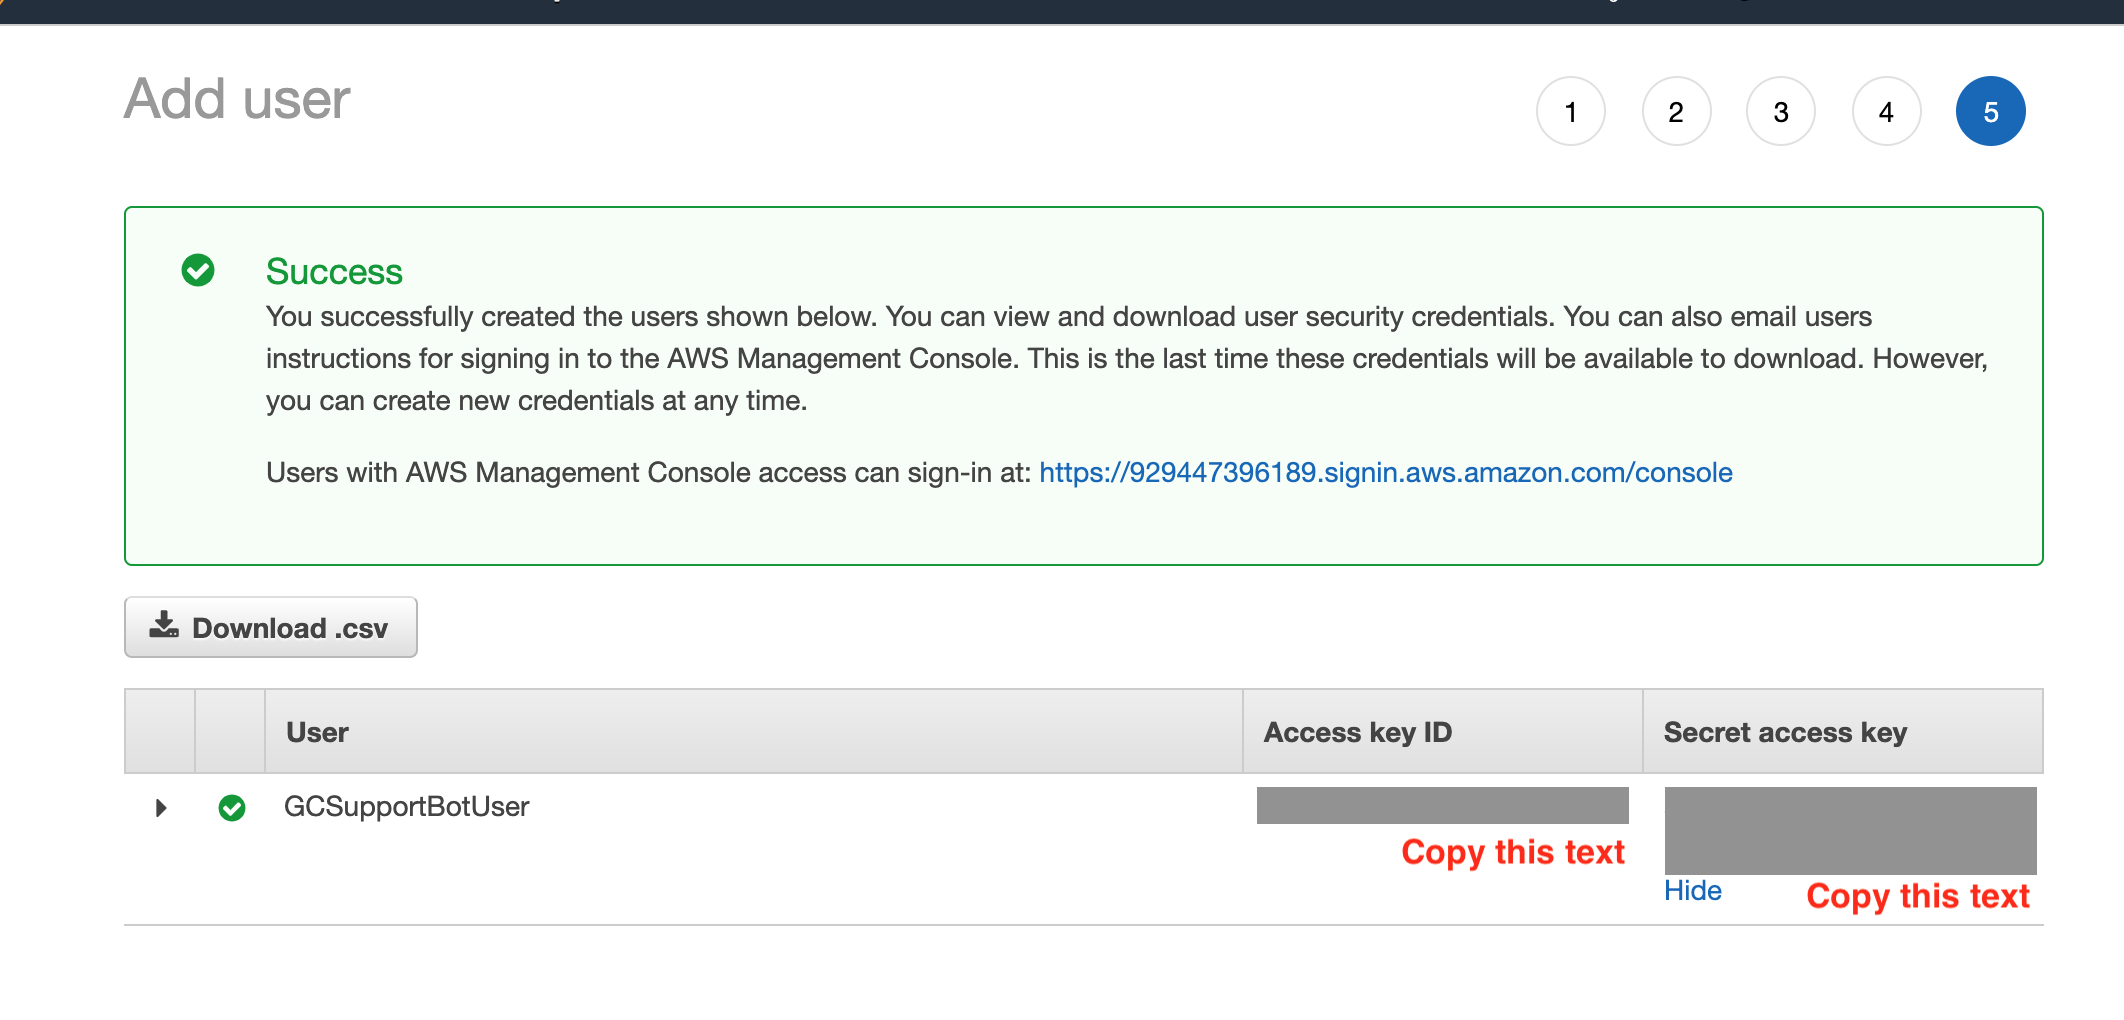 Add user
1 2 3 4 5
Success
You successfully created the users shown below. You can view and download user security credentials. You can also email users
instructions for signing in to the AWS Management Console. This is the last time these credentials will be available to download. However,
you can create new credentials at any time.
Users with AWS Management Console access can sign-in at: https://929447396189.signin.aws.amazon.com/console
Download .csv
User Access key ID Secret access key
GCSupportBotUser
Copy this text
Hide Copy this text